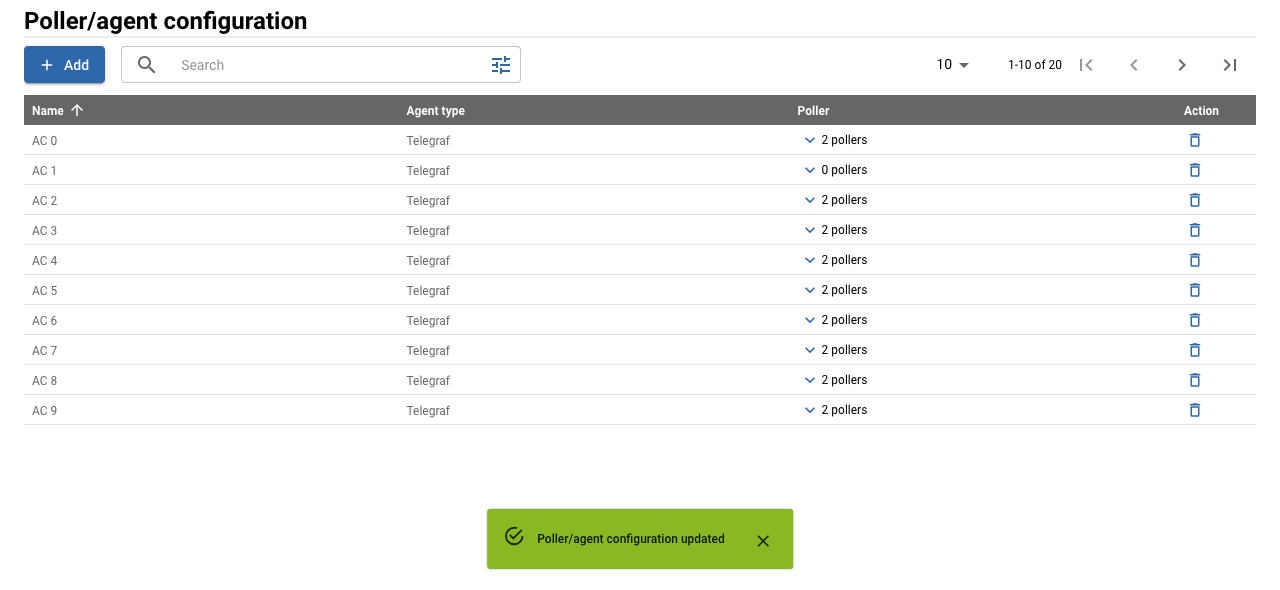 Poller/agent configuration
Add Search 10 1-10 of 20
Name Agent type Poller Action
AC 0 Telegraf 2 pollers
AC 1 Telegraf 0 pollers
AC 2 Telegraf 2 pollers
AC 3 Telegraf 2 pollers
AC 4 Telegraf 2 pollers
AC 5 Telegraf 2 pollers
AC 6 Telegraf 2 pollers
AC 7 Telegraf 2 pollers
AC 8 Telegraf 2 pollers
AC 9 Telegraf 2 pollers
Poller/agent configuration updated